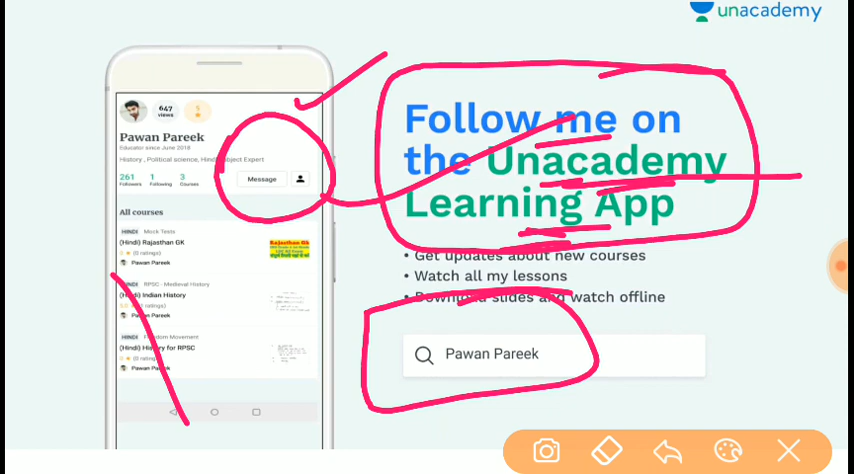 unacademy
647
5
views
Pawan Pareek
Educator since June 2018
History , Political science, Hindi Subject Expert
261 1 3
Followers Following Courses
Message
All courses
HINDI Mock Tests
(Hindi) Rajasthan GK
(0 ratings)
Pawan Pareek
Rajasthan Gk
HINDI RPSC - Medieval History
(Hindi) Indian History
ratings)
Pawan Pareek
HINDI Freedom Movement
(Hindi) History for RPSC
0 (0 ratings)
Pawan Pareek
Follow me on
the Unacademy
Learning App
• Get updates about new courses
• Watch all my lessons
• Download slides and watch offline
Pawan Pareek